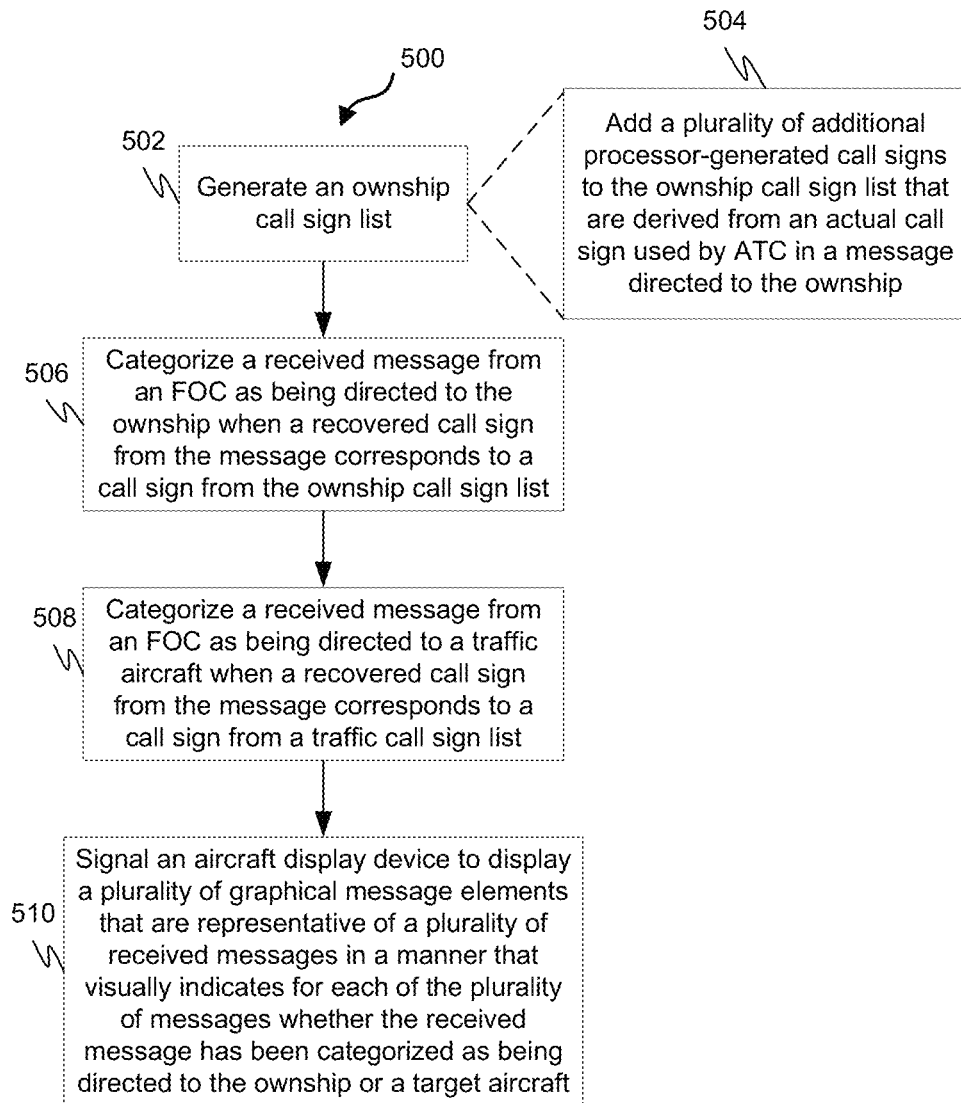 500
502
Generate an ownship
call sign list
504
Add a plurality of additional
processor-generated call signs
to the ownship call sign list that
are derived from an actual call
sign used by ATC in a message
directed to the ownship
506
Categorize a received message from
an FOC as being directed to the
ownship when a recovered call sign
from the message corresponds to a
call sign from the ownship call sign list
508
Categorize a received message from
an FOC as being directed to a traffic
aircraft when a recovered call sign
from the message corresponds to a
call sign from a traffic call sign list
510
Signal an aircraft display device to display
a plurality of graphical message elements
that are representative of a plurality of
received messages in a manner that
visually indicates for each of the plurality
of messages whether the received
message has been categorized as being
directed to the ownship or a target aircraft